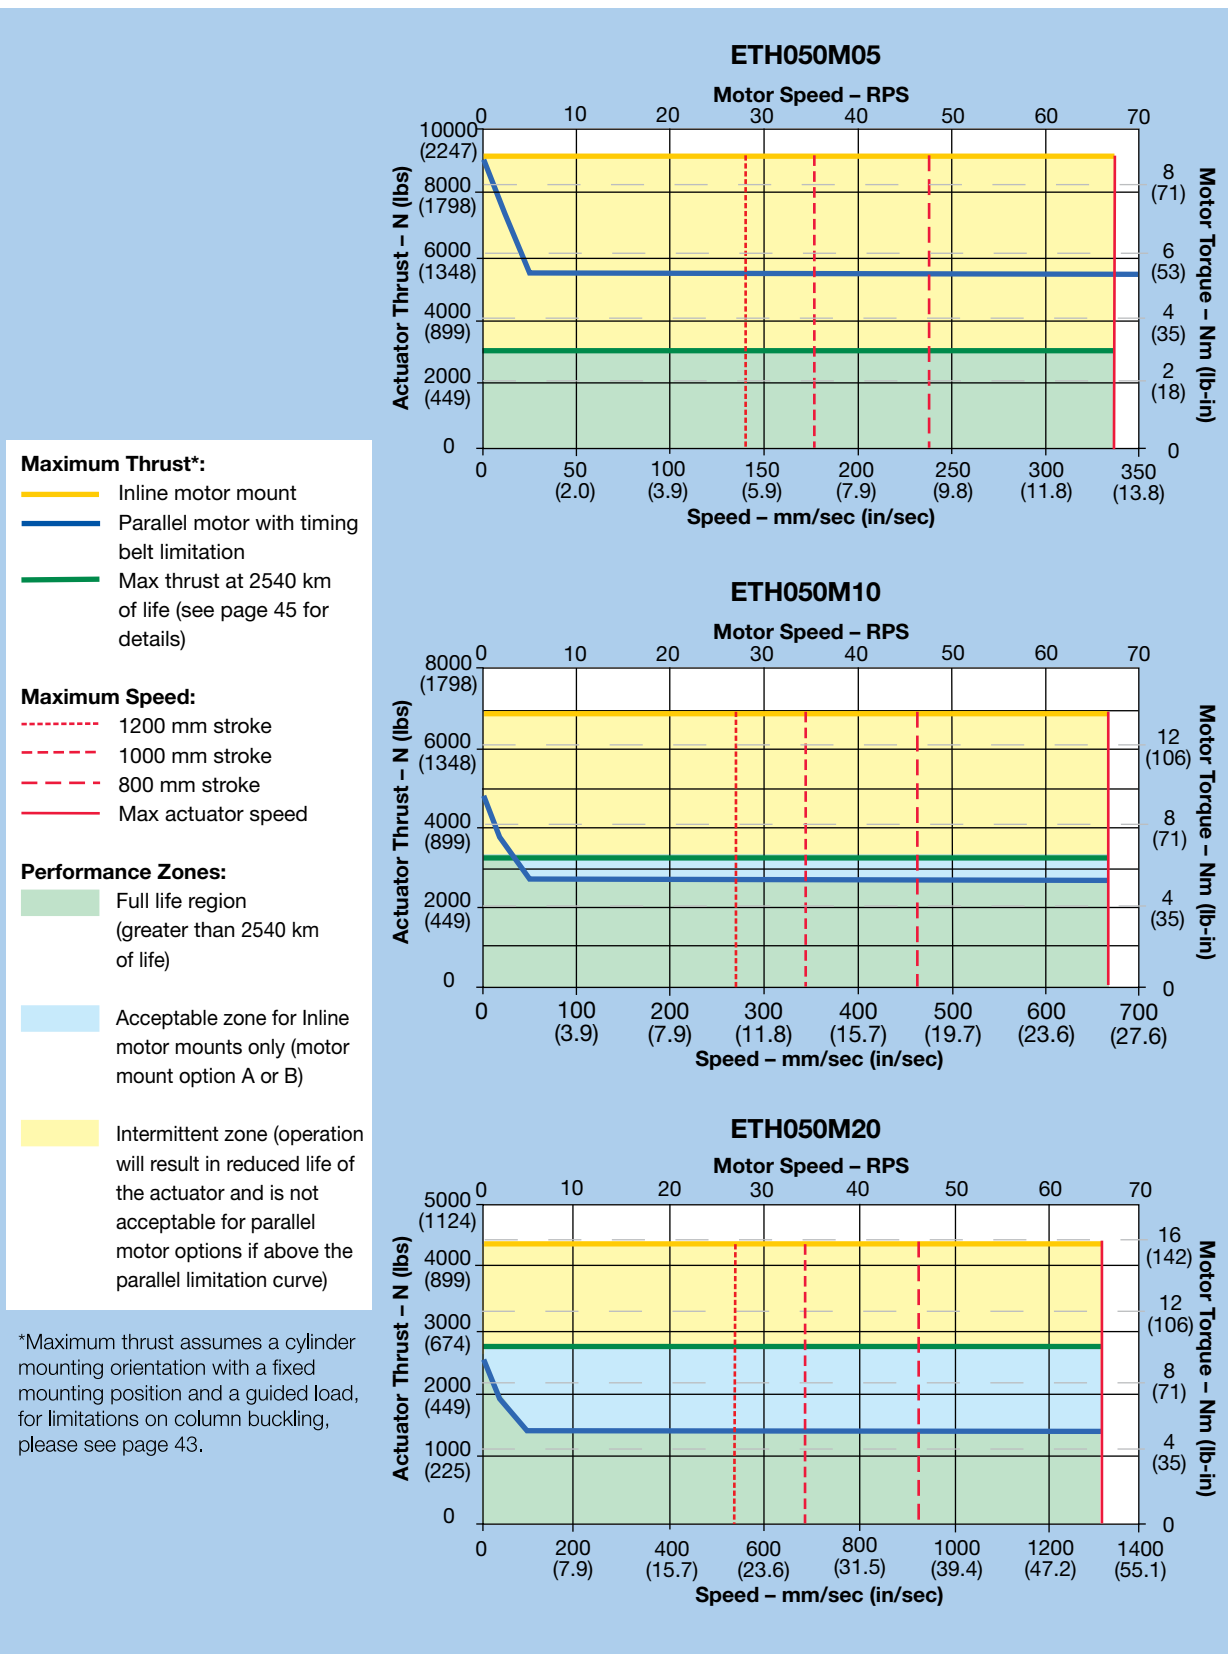 ETH050M05
Motor Speed – RPS
0 10 20 30 40 50 60 70
Actuator Thrust – N (lbs)
10000
(2247)
8000
(1798)
6000
(1348)
4000
(899)
2000
(449)
0
8
(71)
6
(53)
4
(35)
2
(18)
0
Motor Torque – Nm (lb-in)
0 50 100 150 200 250 300 350
(2.0) (3.9) (5.9) (7.9) (9.8) (11.8) (13.8)
Speed – mm/sec (in/sec)
Maximum Thrust*:
Inline motor mount
Parallel motor with timing
belt limitation
Max thrust at 2540 km
of life (see page 45 for
details)
Maximum Speed:
1200 mm stroke
1000 mm stroke
800 mm stroke
Max actuator speed
Performance Zones:
Full life region
(greater than 2540 km
of life)
Acceptable zone for Inline
motor mounts only (motor
mount option A or B)
Intermittent zone (operation
will result in reduced life of
the actuator and is not
acceptable for parallel
motor options if above the
parallel limitation curve)
*Maximum thrust assumes a cylinder
mounting orientation with a fixed
mounting position and a guided load,
for limitations on column buckling,
please see page 43.
ETH050M10
Motor Speed – RPS
0 10 20 30 40 50 60 70
Actuator Thrust – N (lbs)
8000
(1798)
6000
(1348)
4000
(899)
2000
(449)
0
12
(106)
8
(71)
4
(35)
0
Motor Torque – Nm (lb-in)
0 100 200 300 400 500 600 700
(3.9) (7.9) (11.8) (15.7) (19.7) (23.6) (27.6)
Speed – mm/sec (in/sec)
ETH050M20
Motor Speed – RPS
0 10 20 30 40 50 60 70
Actuator Thrust – N (lbs)
5000
(1124)
4000
(899)
3000
(674)
2000
(449)
1000
(225)
0
16
(142)
12
(106)
8
(71)
4
(35)
0
Motor Torque – Nm (lb-in)
0 200 400 600 800 1000 1200 1400
(7.9) (15.7) (23.6) (31.5) (39.4) (47.2) (55.1)
Speed – mm/sec (in/sec)